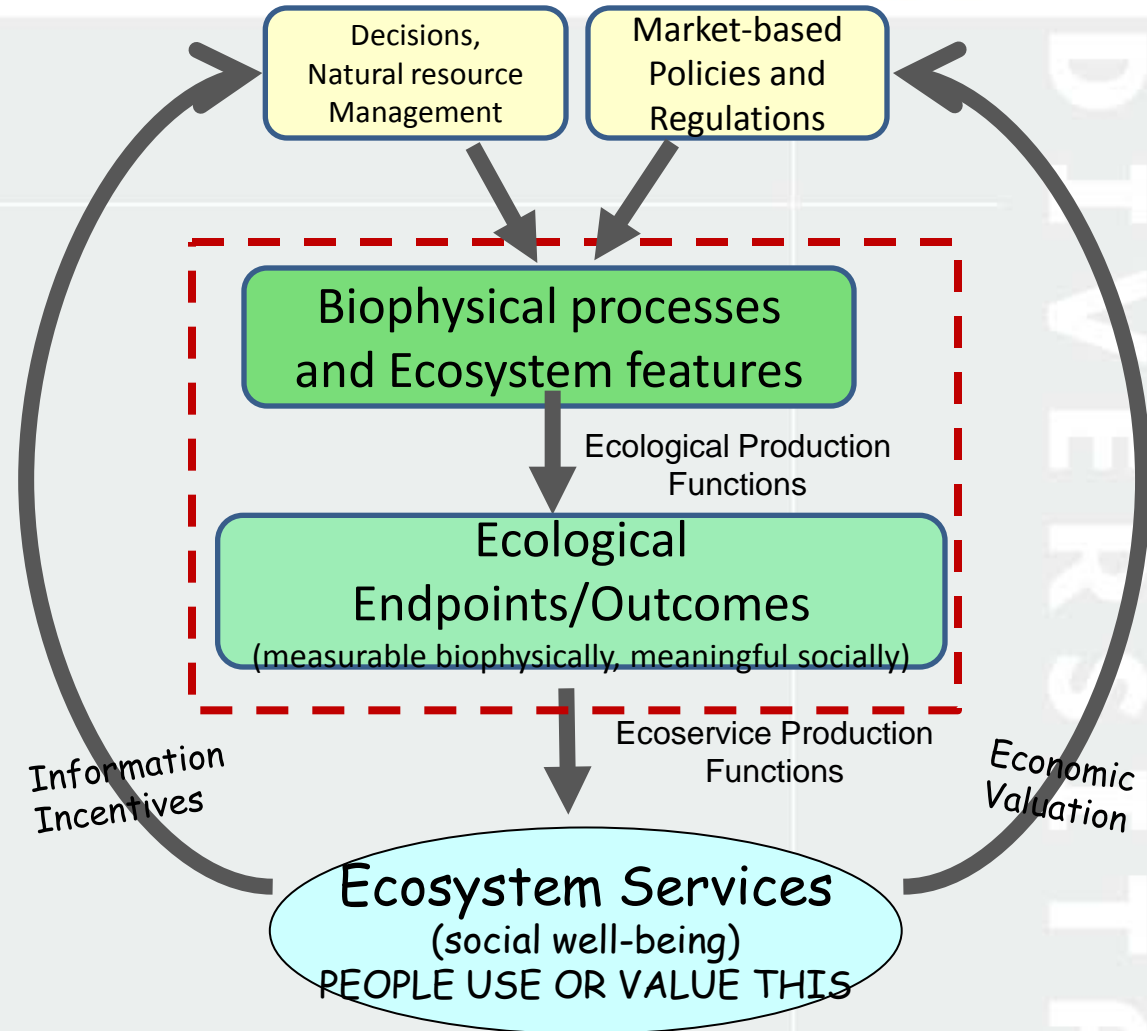 Decisions,
Natural resource
Management
Market-based
Policies and
Regulations
Biophysical processes
and Ecosystem features
Ecological Production
Functions
Ecological
Endpoints/Outcomes
(measurable biophysically, meaningful socially)
Ecoservice Production
Functions
Information
Incentives
Economic
Valuation
Ecosystem Services
(social well-being)
PEOPLE USE OR VALUE THIS
DIVERSIT